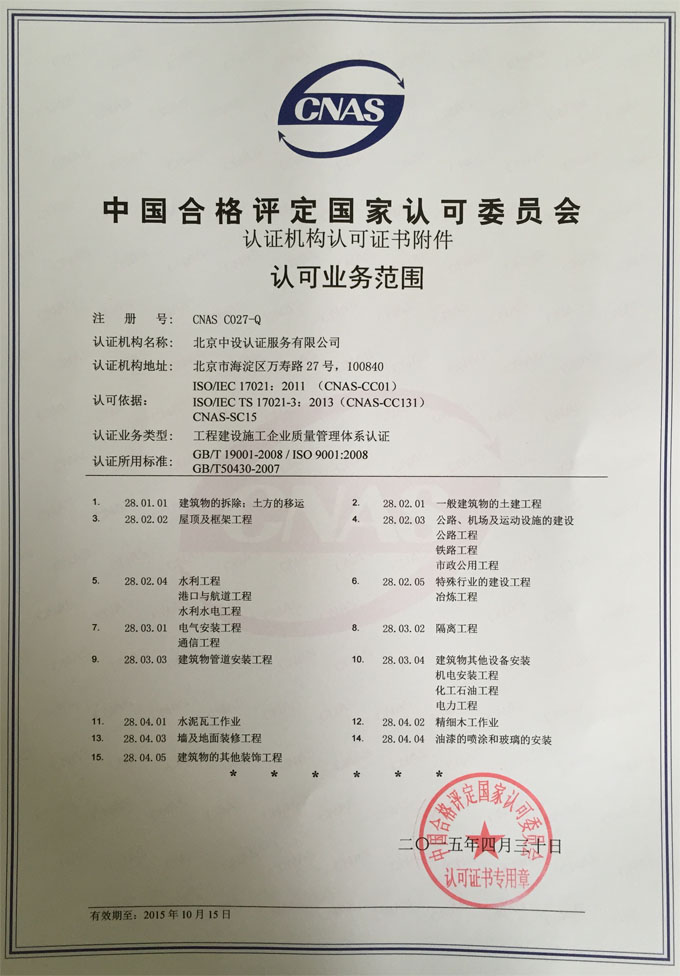 CNAS
中国合格评定国家认可委员会
认证机构认可证书附件
认可业务范围
注 册 号: CNAS C027-Q
认证机构名称: 北京中设认证服务有限公司
认证机构地址: 北京市海淀区万寿路 27 号, 100840
认可依据: ISO/IEC 17021: 2011 (CNAS-CC01)
ISO/IEC TS 17021-3: 2013 (CNAS-CC131)
CNAS-SC15
认证业务类型: 工程建设施工企业质量管理体系认证
认证所用标准: GB/T 19001-2008 / ISO 9001:2008
GB/T50430-2007
1. 28.01.01 建筑物的拆除; 土方的移运 2. 28.02.01 一般建筑物的土建工程
3. 28.02.02 屋顶及框架工程 4. 28.02.03 公路、机场及运动设施的建设
公路工程
铁路工程
市政公用工程
5. 28.02.04 水利工程 6. 28.02.05 特殊行业的建设工程
港口与航道工程 冶炼工程
水利水电工程
7. 28.03.01 电气安装工程 8. 28.03.02 隔离工程
通信工程
9. 28.03.03 建筑物管道安装工程 10. 28.03.04 建筑物其他设备安装
机电安装工程
化工石油工程
电力工程
11. 28.04.01 水泥瓦工作业 12. 28.04.02 精细木工作业
13. 28.04.03 墙及地面装修工程 14. 28.04.04 油漆的喷涂和玻璃的安装
15. 28.04.05 建筑物的其他装饰工程
* * * * * *
中国合格评定国家认可委员会
二〇一五年四月三十日
认可证书专用章
有效期至: 2015 年 10 月 15 日